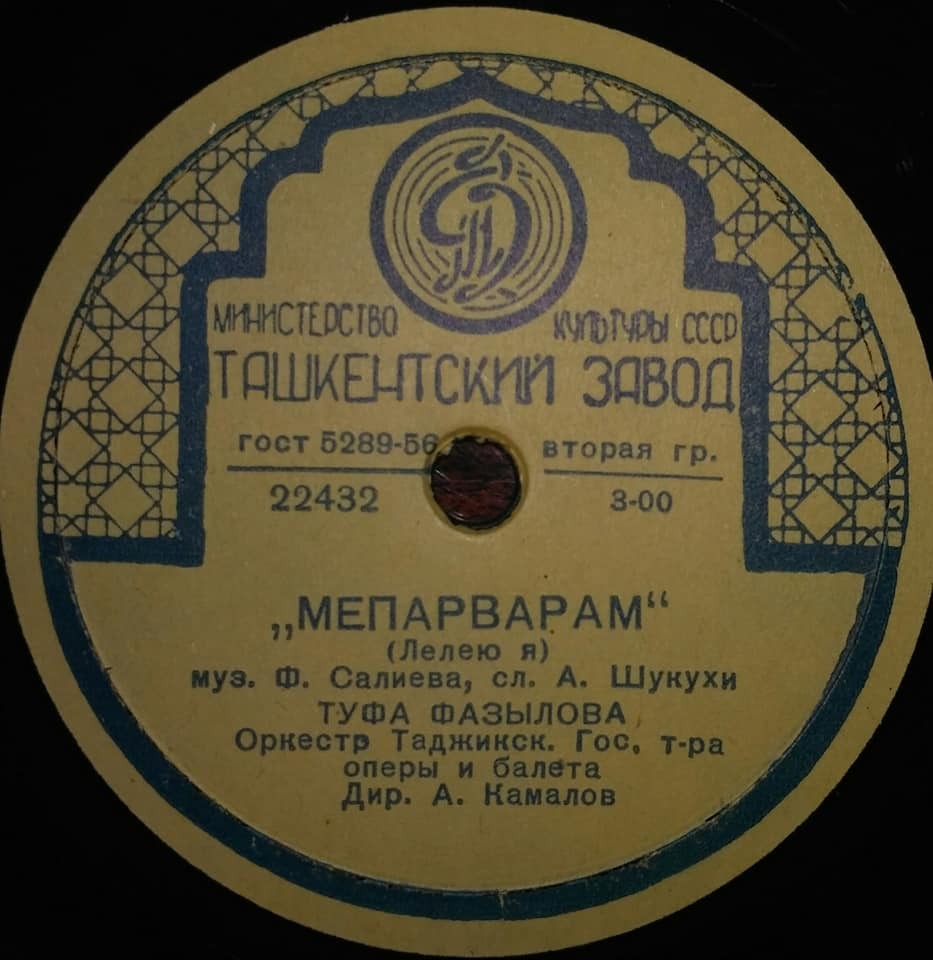 МИНИСТЕРСТВО КУЛЬТУРЫ СССР
ТАШКЕНТСКИЙ ЗАВОД
гост 5289-56 вторая гр.
22432 3-00
„МЕПАРВАРАМ“
(Лелею я)
муз. Ф. Салиева, сл. А. Шукухи
ТУФА ФАЗЫЛОВА
Оркестр Таджикск. Гос. т-ра
оперы и балета
Дир. А. Камалов